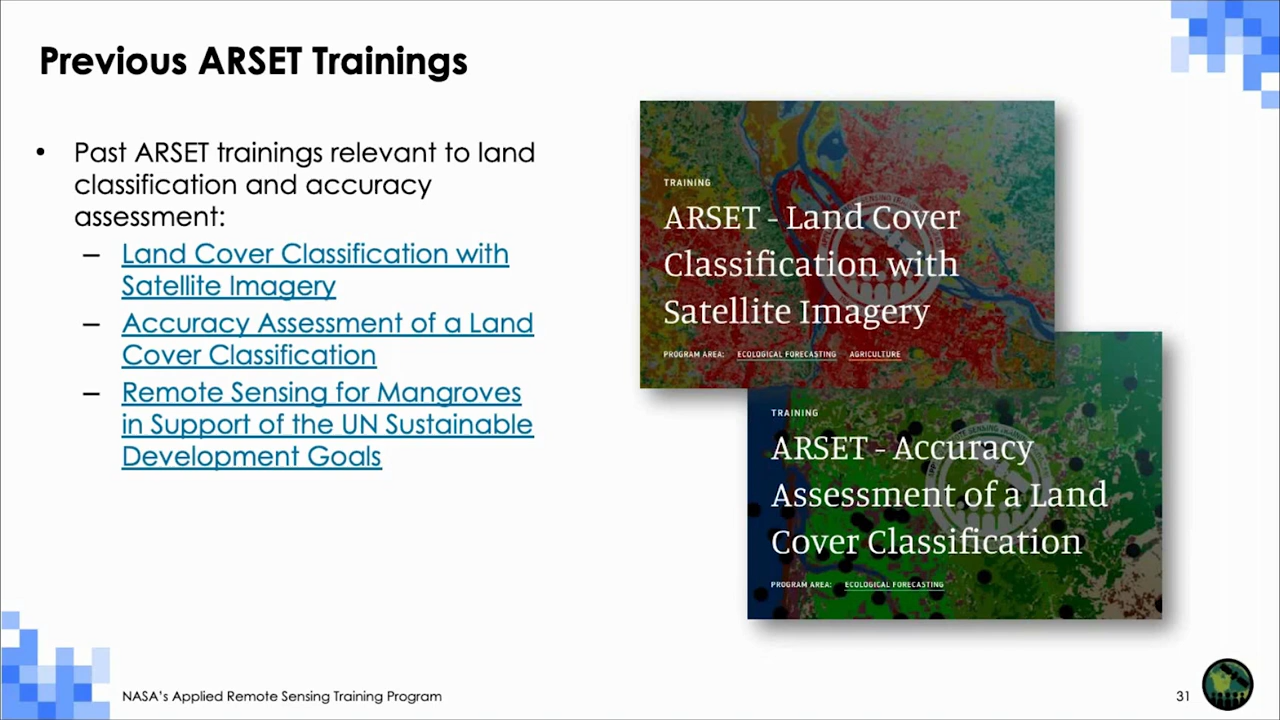 Previous ARSET Trainings
• Past ARSET trainings relevant to land
classification and accuracy
assessment:
– Land Cover Classification with
Satellite Imagery
– Accuracy Assessment of a Land
Cover Classification
– Remote Sensing for Mangroves
in Support of the UN Sustainable
Development Goals
TRAINING
ARSET - Land Cover
Classification with
Satellite Imagery
PROGRAM AREA: ECOLOGICAL FORECASTING AGRICULTURE
TRAINING
ARSET - Accuracy
Assessment of a Land
Cover Classification
PROGRAM AREA: ECOLOGICAL FORECASTING
NASA's Applied Remote Sensing Training Program
31